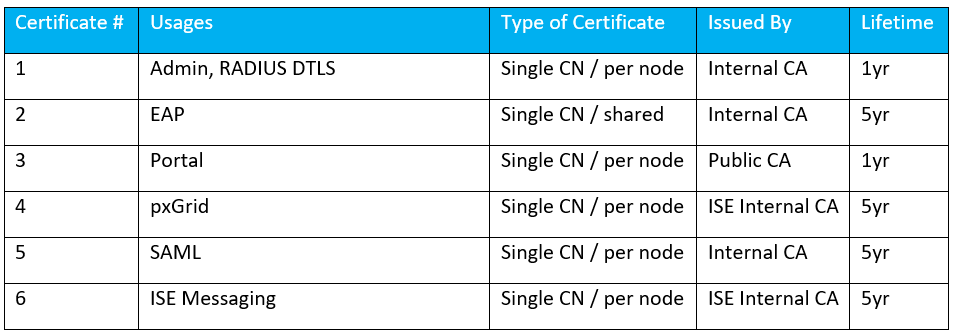 Certificate # Usages Type of Certificate Issued By Lifetime
1 Admin, RADIUS DTLS Single CN / per node Internal CA 1yr
2 EAP Single CN / shared Internal CA 5yr
3 Portal Single CN / per node Public CA 1yr
4 pxGrid Single CN / per node ISE Internal CA 5yr
5 SAML Single CN / per node Internal CA 5yr
6 ISE Messaging Single CN / per node ISE Internal CA 5yr